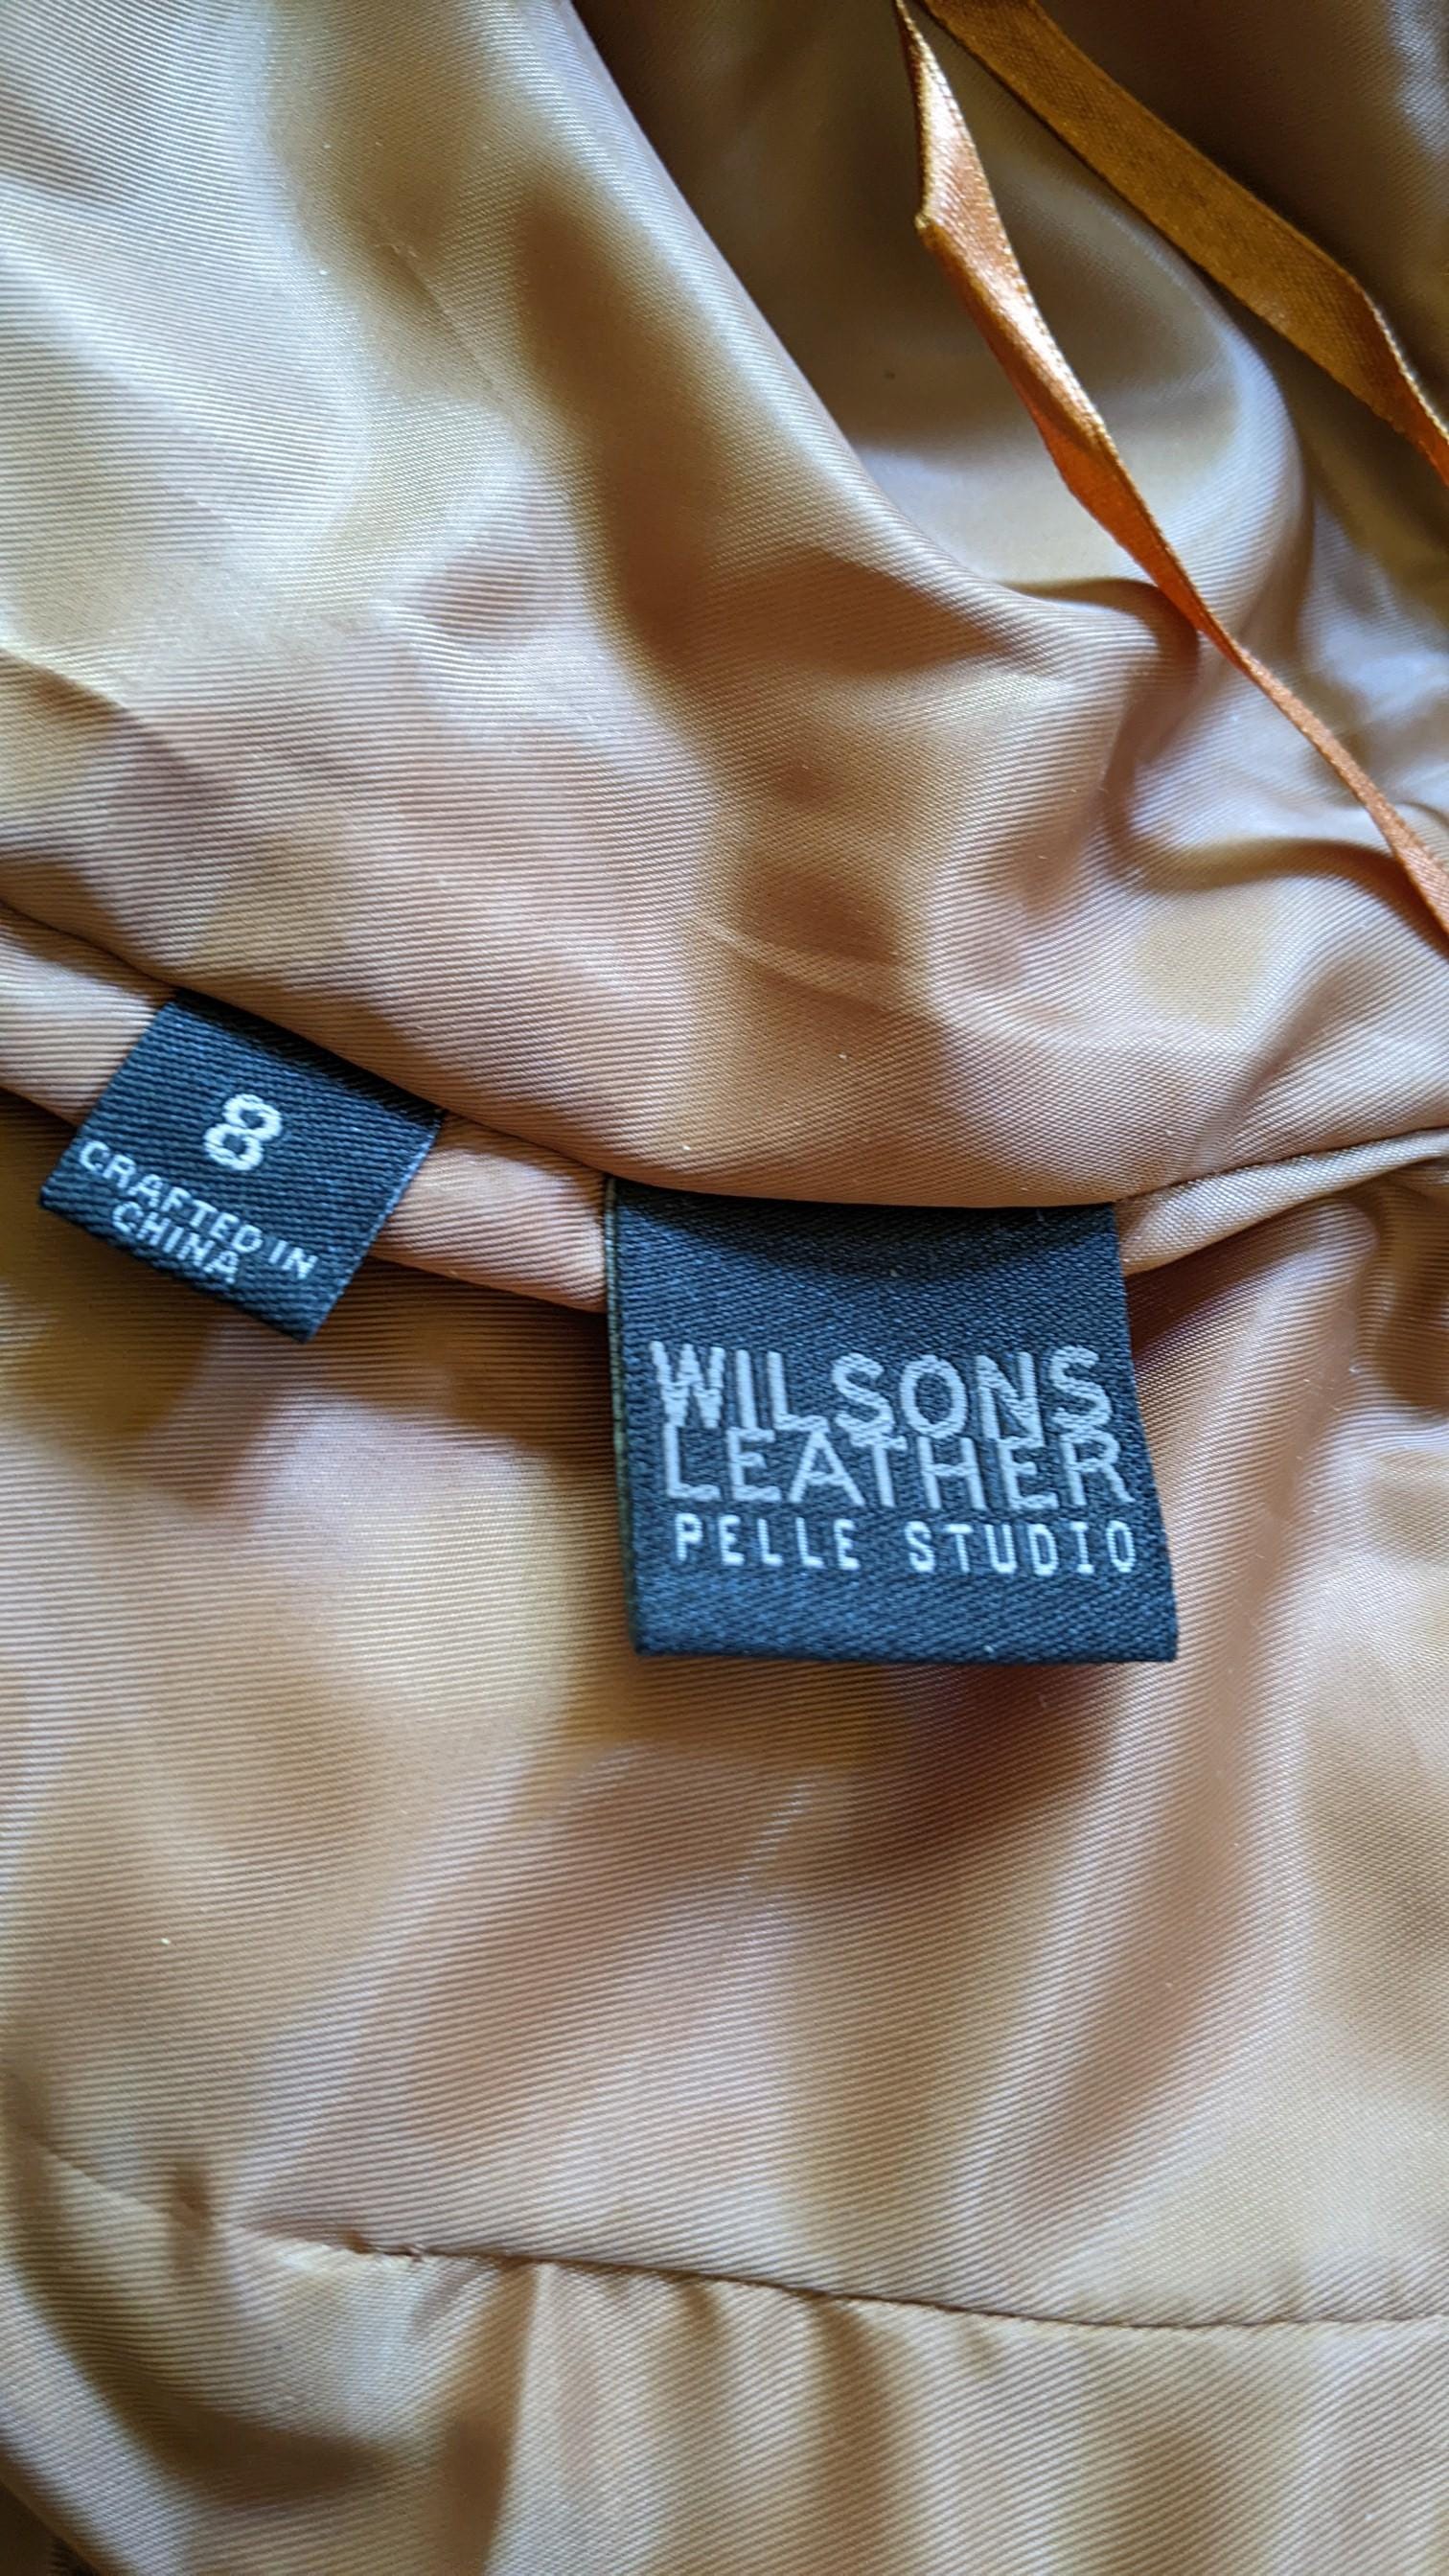 8
CRAFTED IN
CHINA
WILSONS
LEATHER
PELLE STUDIO